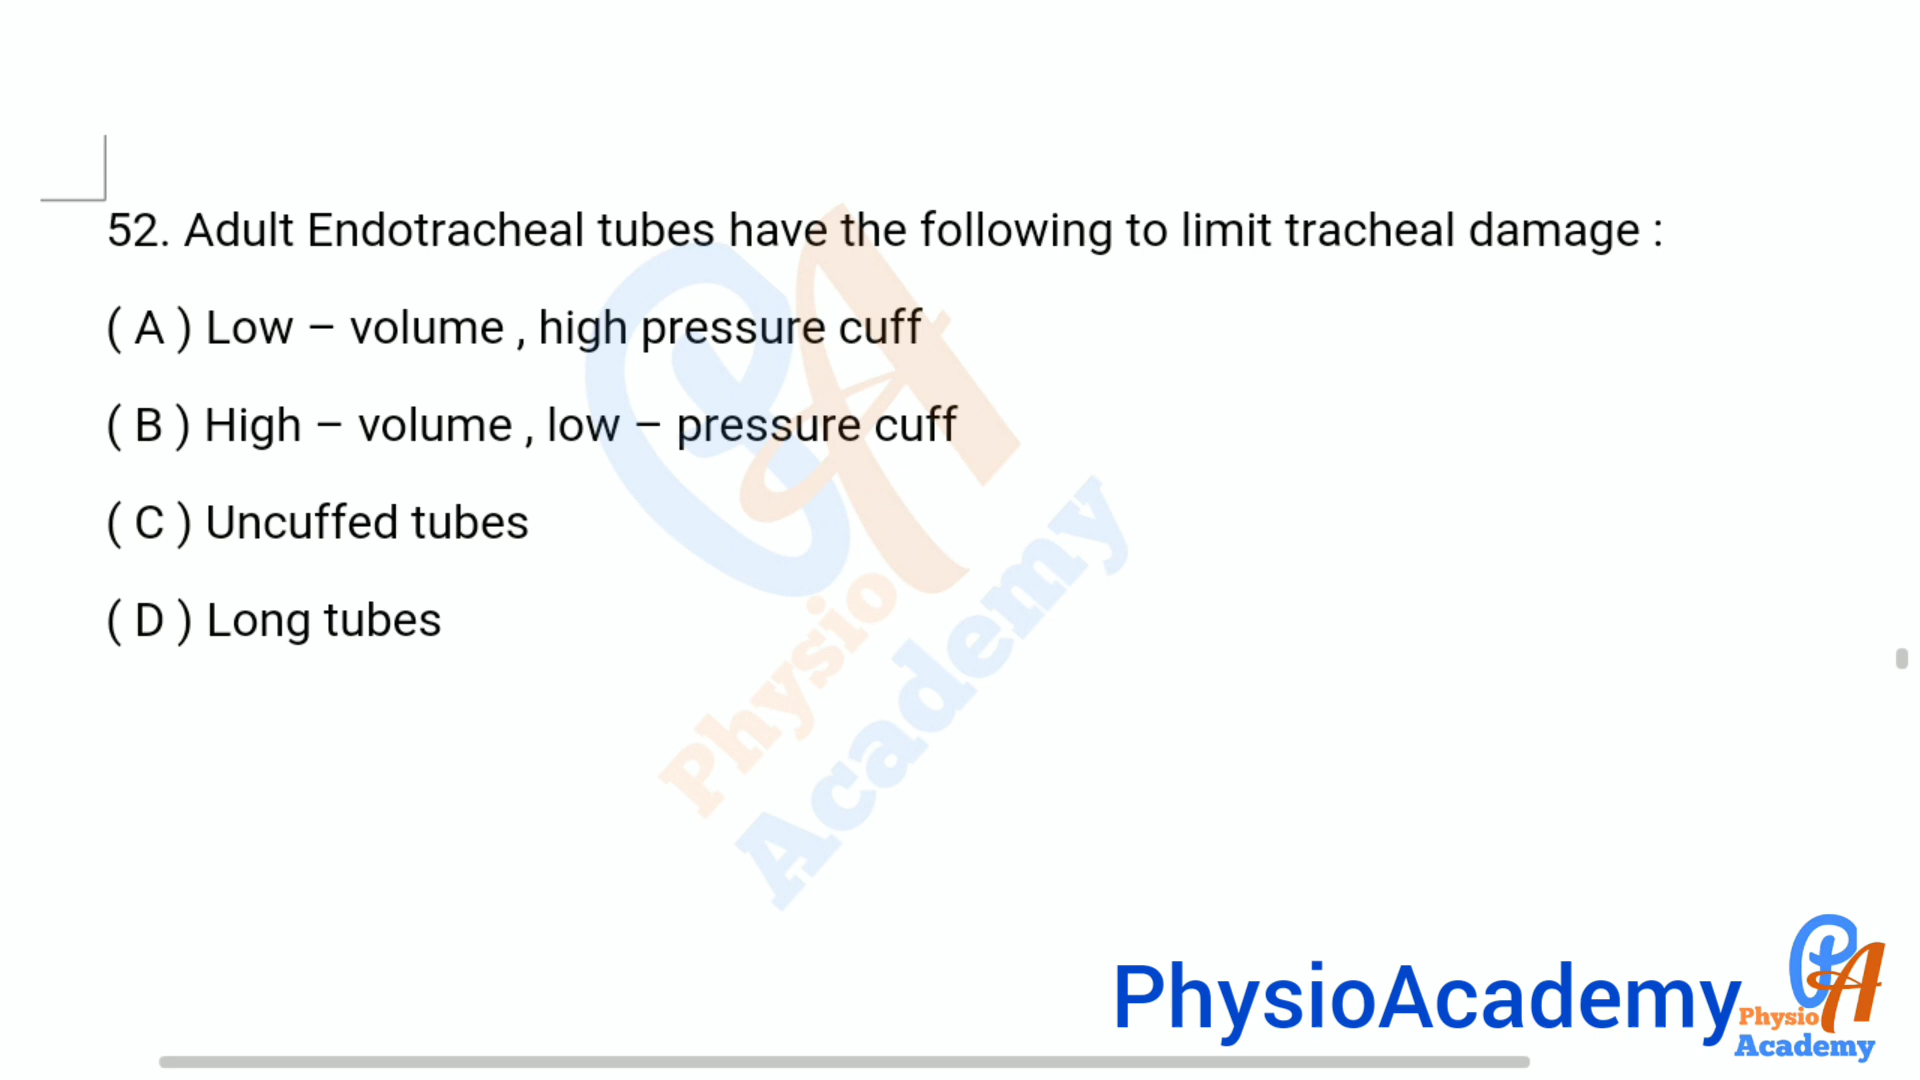 52. Adult Endotracheal tubes have the following to limit tracheal damage :
( A ) Low – volume , high pressure cuff
( B ) High – volume , low – pressure cuff
( C ) Uncuffed tubes
( D ) Long tubes
Physio
Academy
PhysioAcademy
Physio
Academy